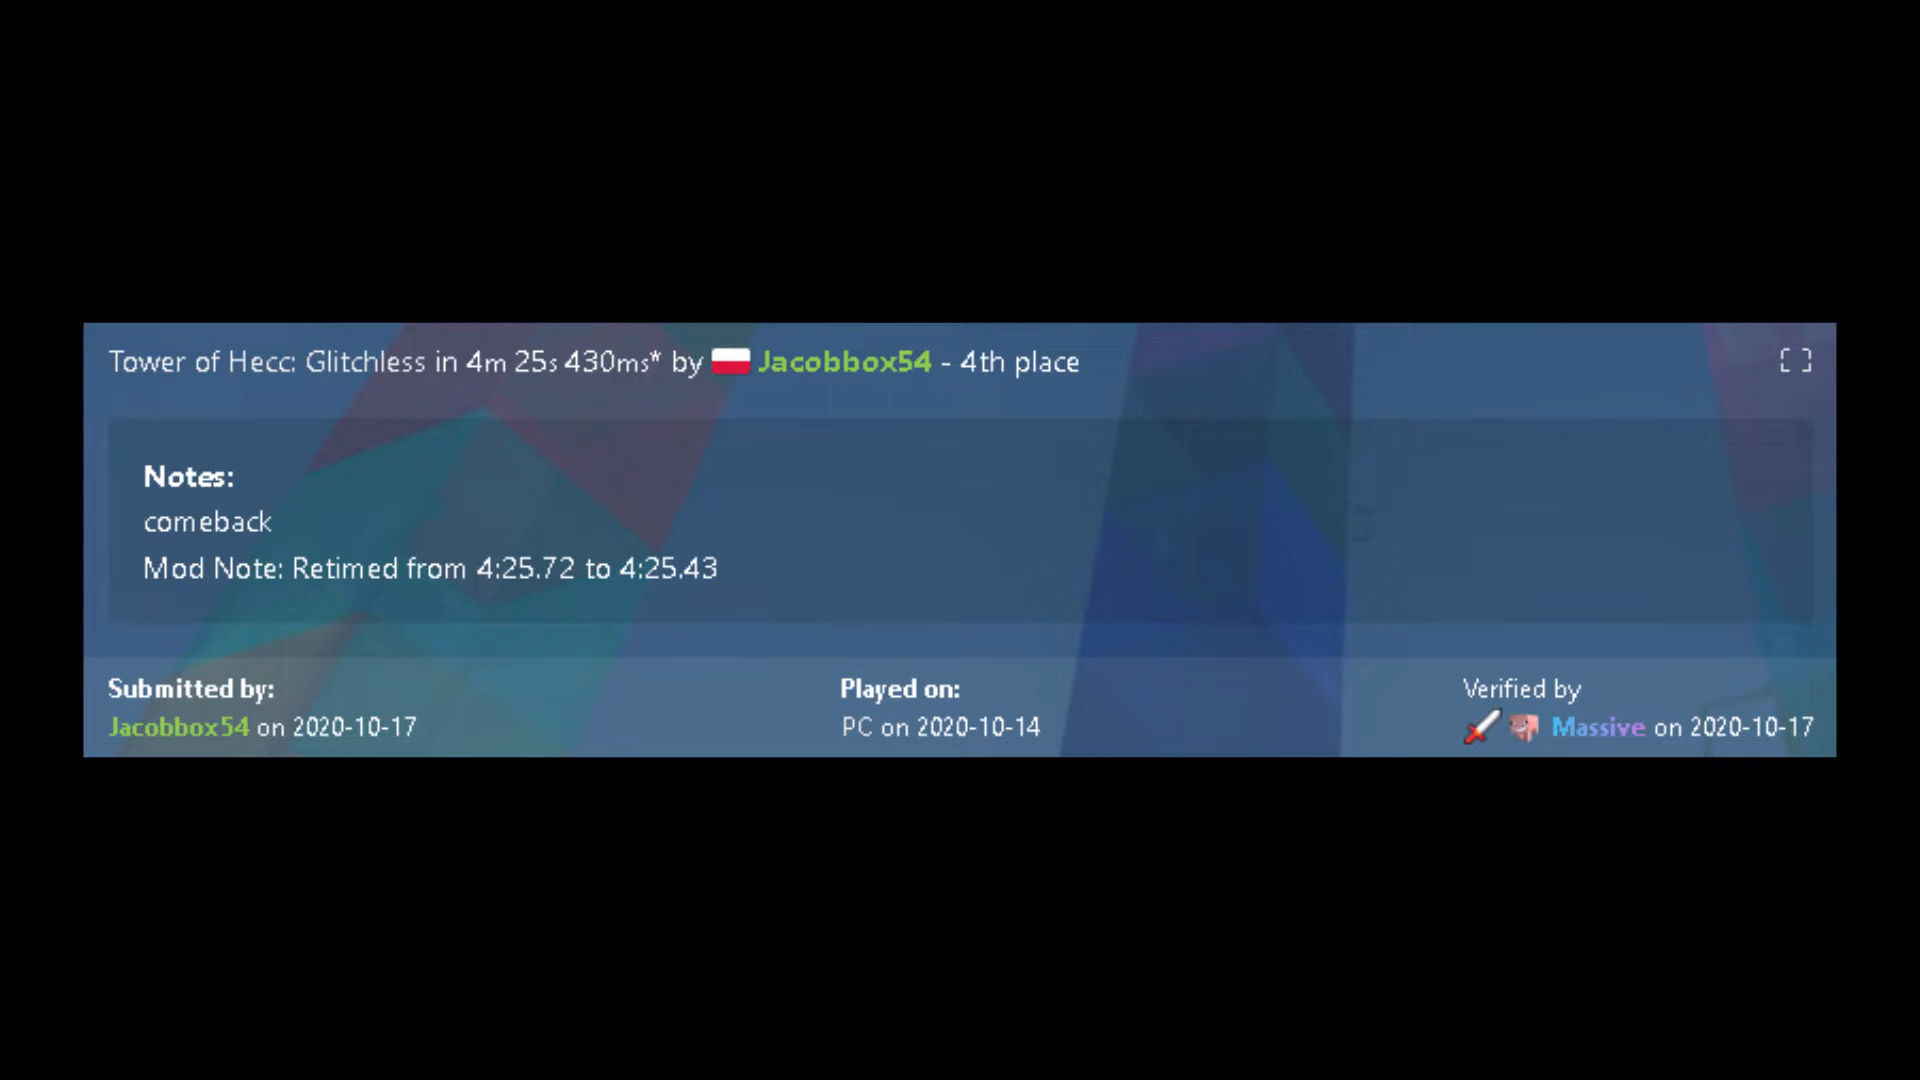 Tower of Hecc: Glitchless in 4m 25s 430ms* by Jacobbox54 - 4th place
Notes:
comeback
Mod Note: Retimed from 4:25.72 to 4:25.43
Submitted by:
Jacobbox54 on 2020-10-17
Played on:
PC on 2020-10-14
Verified by
Massive on 2020-10-17